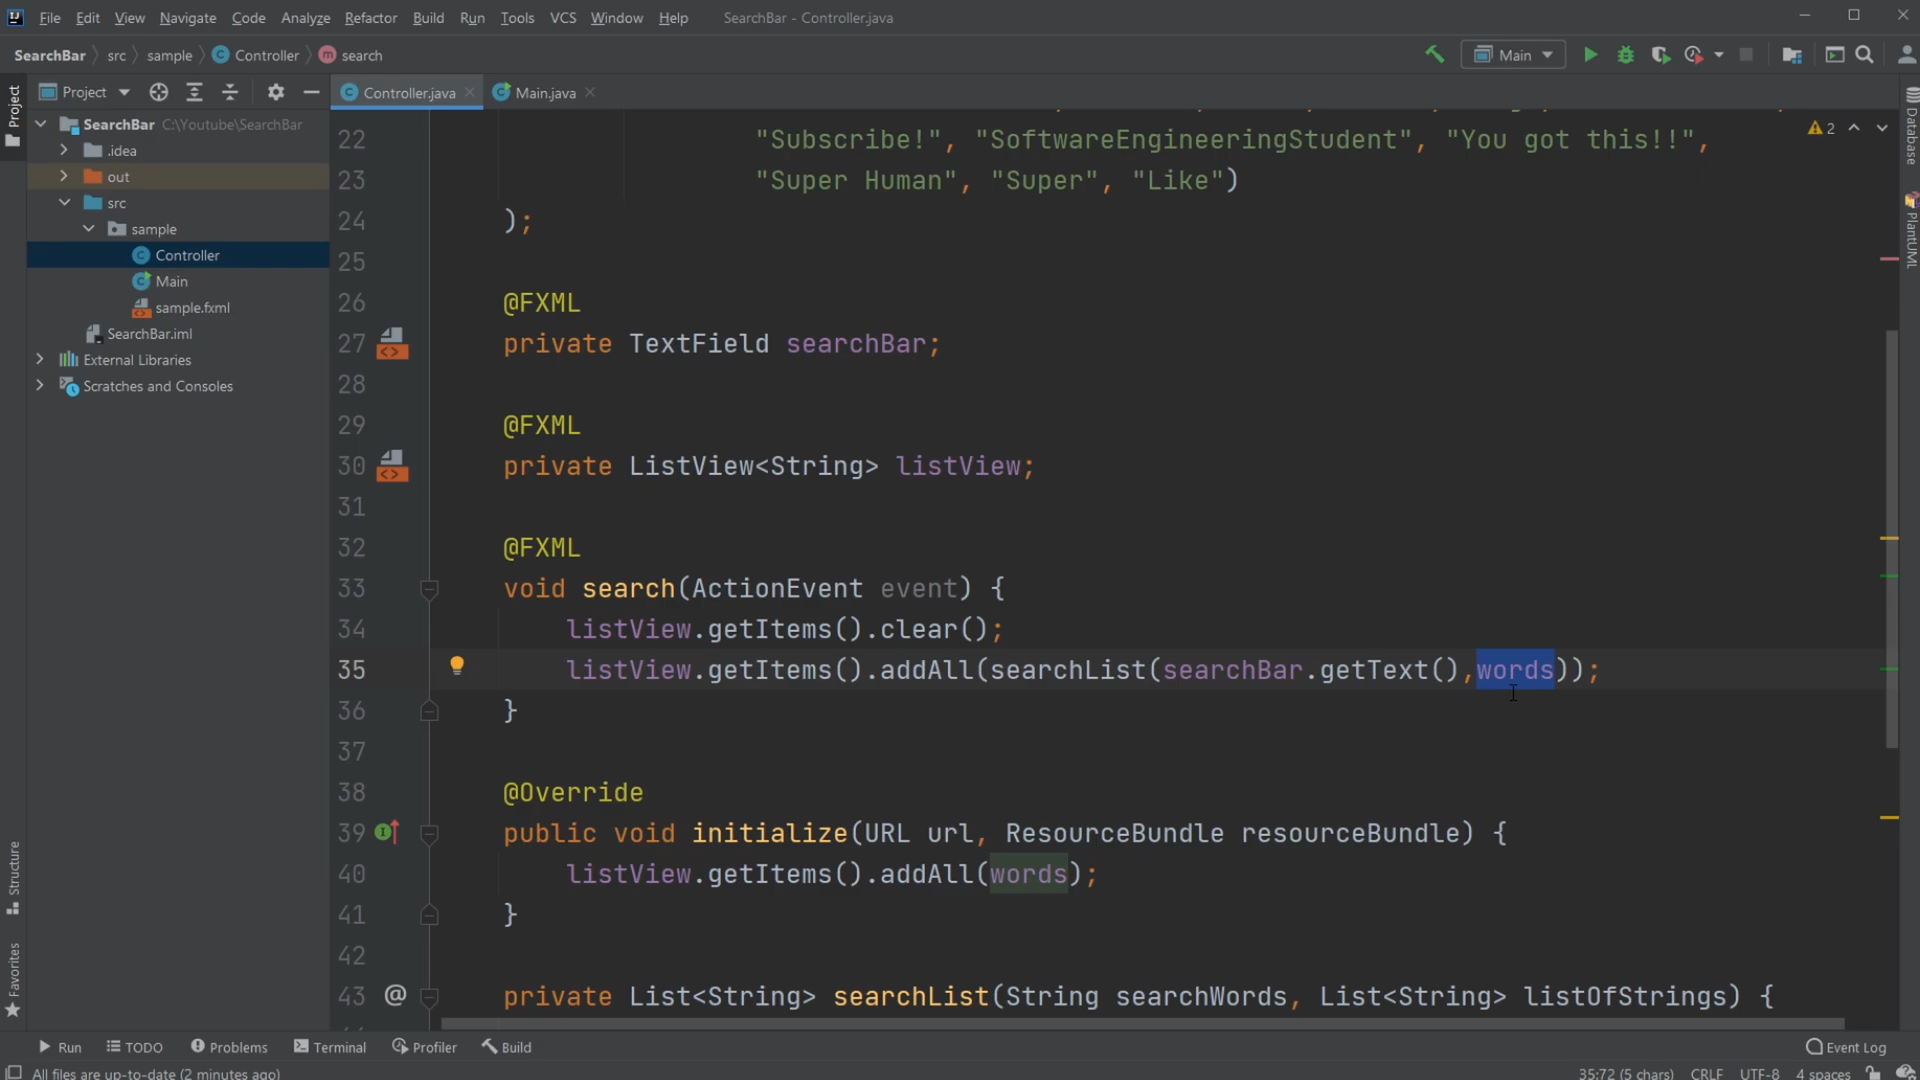 File Edit View Navigate Code Analyze Refactor Build Run Tools VCS Window Help SearchBar - Controller.java
SearchBar src sample Controller search Main
Project Controller.java Main.java
Project
SearchBar C:\Youtube\SearchBar
.idea
out
src
sample
Controller
Main
sample.fxml
SearchBar.iml
External Libraries
Scratches and Consoles
Structure
Favorites
2
22 "Subscribe!", "SoftwareEngineeringStudent", "You got this!!",
23 "Super Human", "Super", "Like")
24 );
25
26 @FXML
27 private TextField searchBar;
28
29 @FXML
30 private ListView<String> listView;
31
32 @FXML
33 void search(ActionEvent event) {
34 listView.getItems().clear();
35 listView.getItems().addAll(searchList(searchBar.getText(),words));
36 }
37
38 @Override
39 public void initialize(URL url, ResourceBundle resourceBundle) {
40 listView.getItems().addAll(words);
41 }
42
43 @ private List<String> searchList(String searchWords, List<String> listOfStrings) {
Database
PlantUML
Run TODO Problems Terminal Profiler Build Event Log
All files are up-to-date (2 minutes ago) 35:72 (5 chars) CRLF UTF-8 4 spaces